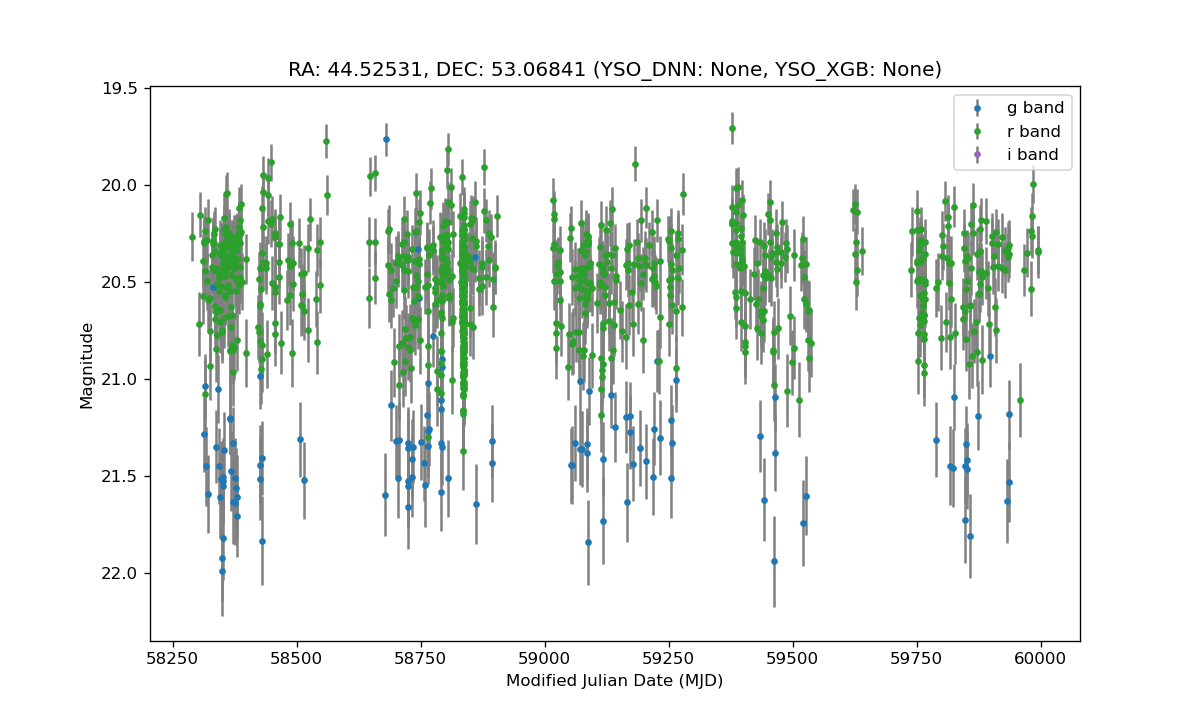 RA: 44.52531, DEC: 53.06841 (YSO_DNN: None, YSO_XGB: None)
g band
r band
i band
19.5
20.0
20.5
21.0
21.5
22.0
Magnitude
58250 58500 58750 59000 59250 59500 59750 60000
Modified Julian Date (MJD)